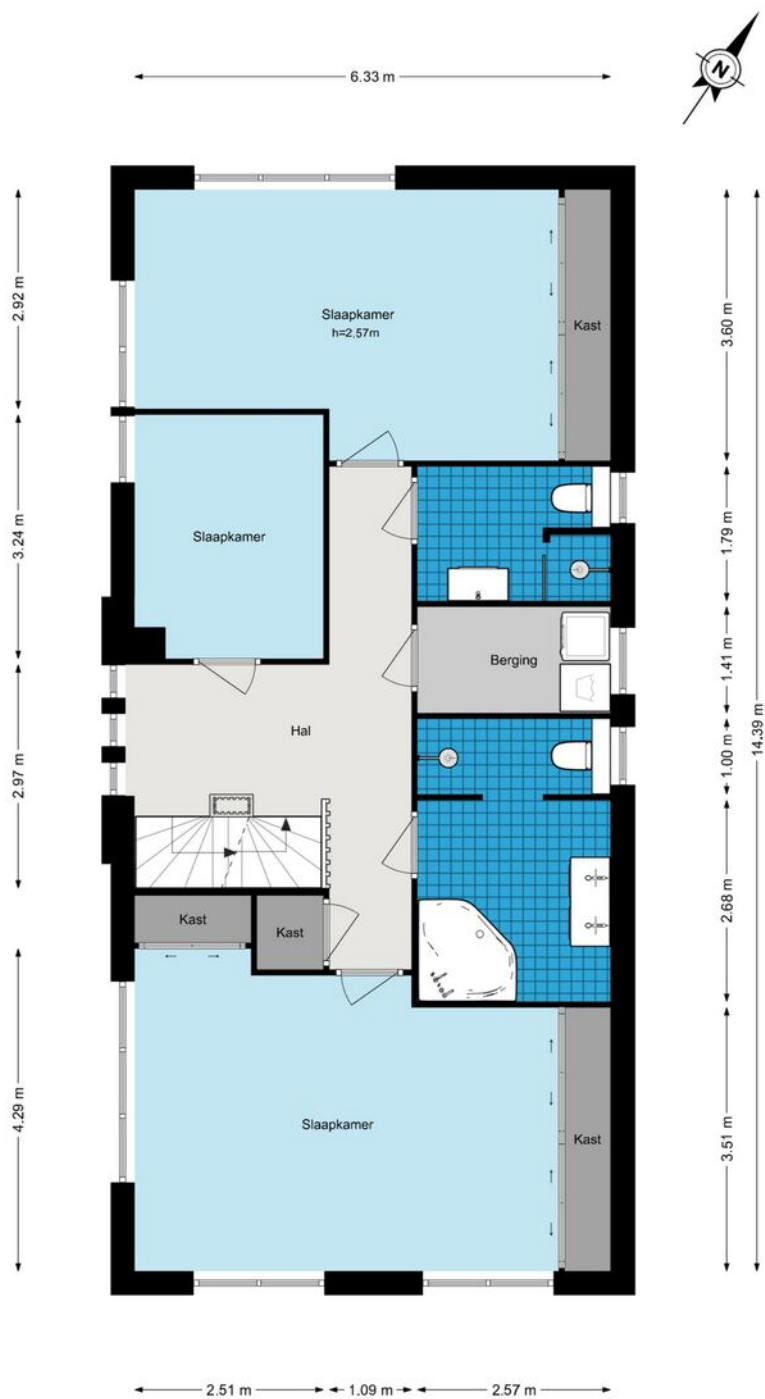 N
6.33 m
2.92 m
3.60 m
Slaapkamer
h=2,57m
Kast
3.24 m
1.79 m
Slaapkamer
1.41 m
Berging
14.39 m
Hal
1.00 m
2.97 m
2.68 m
Kast
Kast
4.29 m
3.51 m
Slaapkamer
Kast
2.51 m
1.09 m
2.57 m